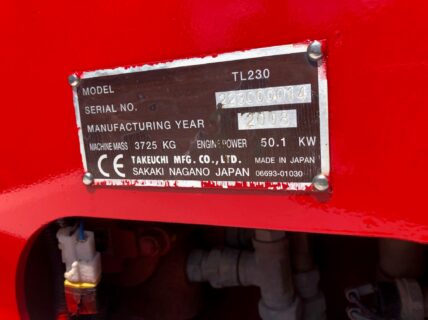 MODEL TL230
SERIAL NO. 223000014
MANUFACTURING YEAR 2008
MACHINE MASS 3725 KG ENGINE POWER 50.1 KW
CE TAKEUCHI MFG. CO., LTD. MADE IN JAPAN
SAKAKI NAGANO JAPAN 06693-01030